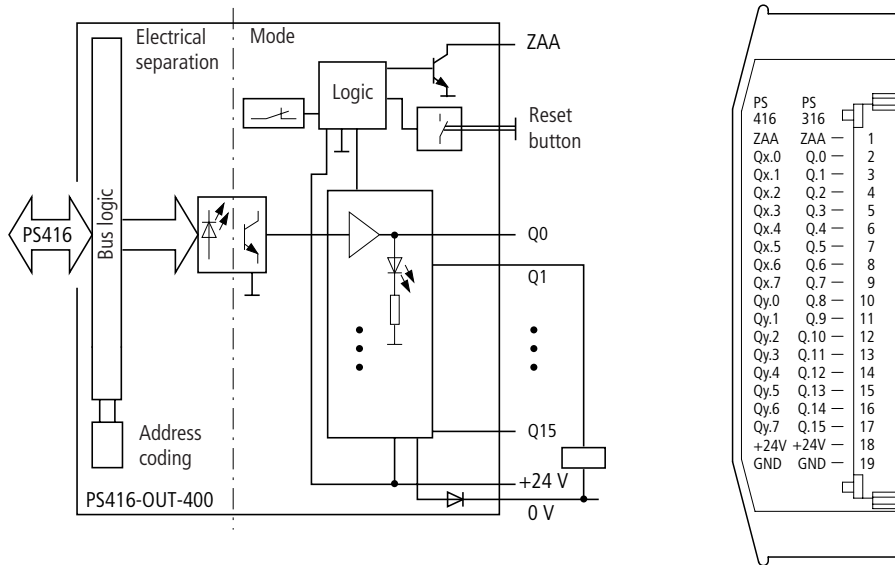 Electrical
separation
Mode
ZAA
Logic
Reset
button
PS416
Bus logic
Q0
Q1
Q15
Address
coding
+24 V
0 V
PS416-OUT-400
PS PS
416 316
ZAA ZAA — 1
Qx.0 Q.0 — 2
Qx.1 Q.1 — 3
Qx.2 Q.2 — 4
Qx.3 Q.3 — 5
Qx.4 Q.4 — 6
Qx.5 Q.5 — 7
Qx.6 Q.6 — 8
Qx.7 Q.7 — 9
Qy.0 Q.8 — 10
Qy.1 Q.9 — 11
Qy.2 Q.10 — 12
Qy.3 Q.11 — 13
Qy.4 Q.12 — 14
Qy.5 Q.13 — 15
Qy.6 Q.14 — 16
Qy.7 Q.15 — 17
+24V +24V — 18
GND GND — 19